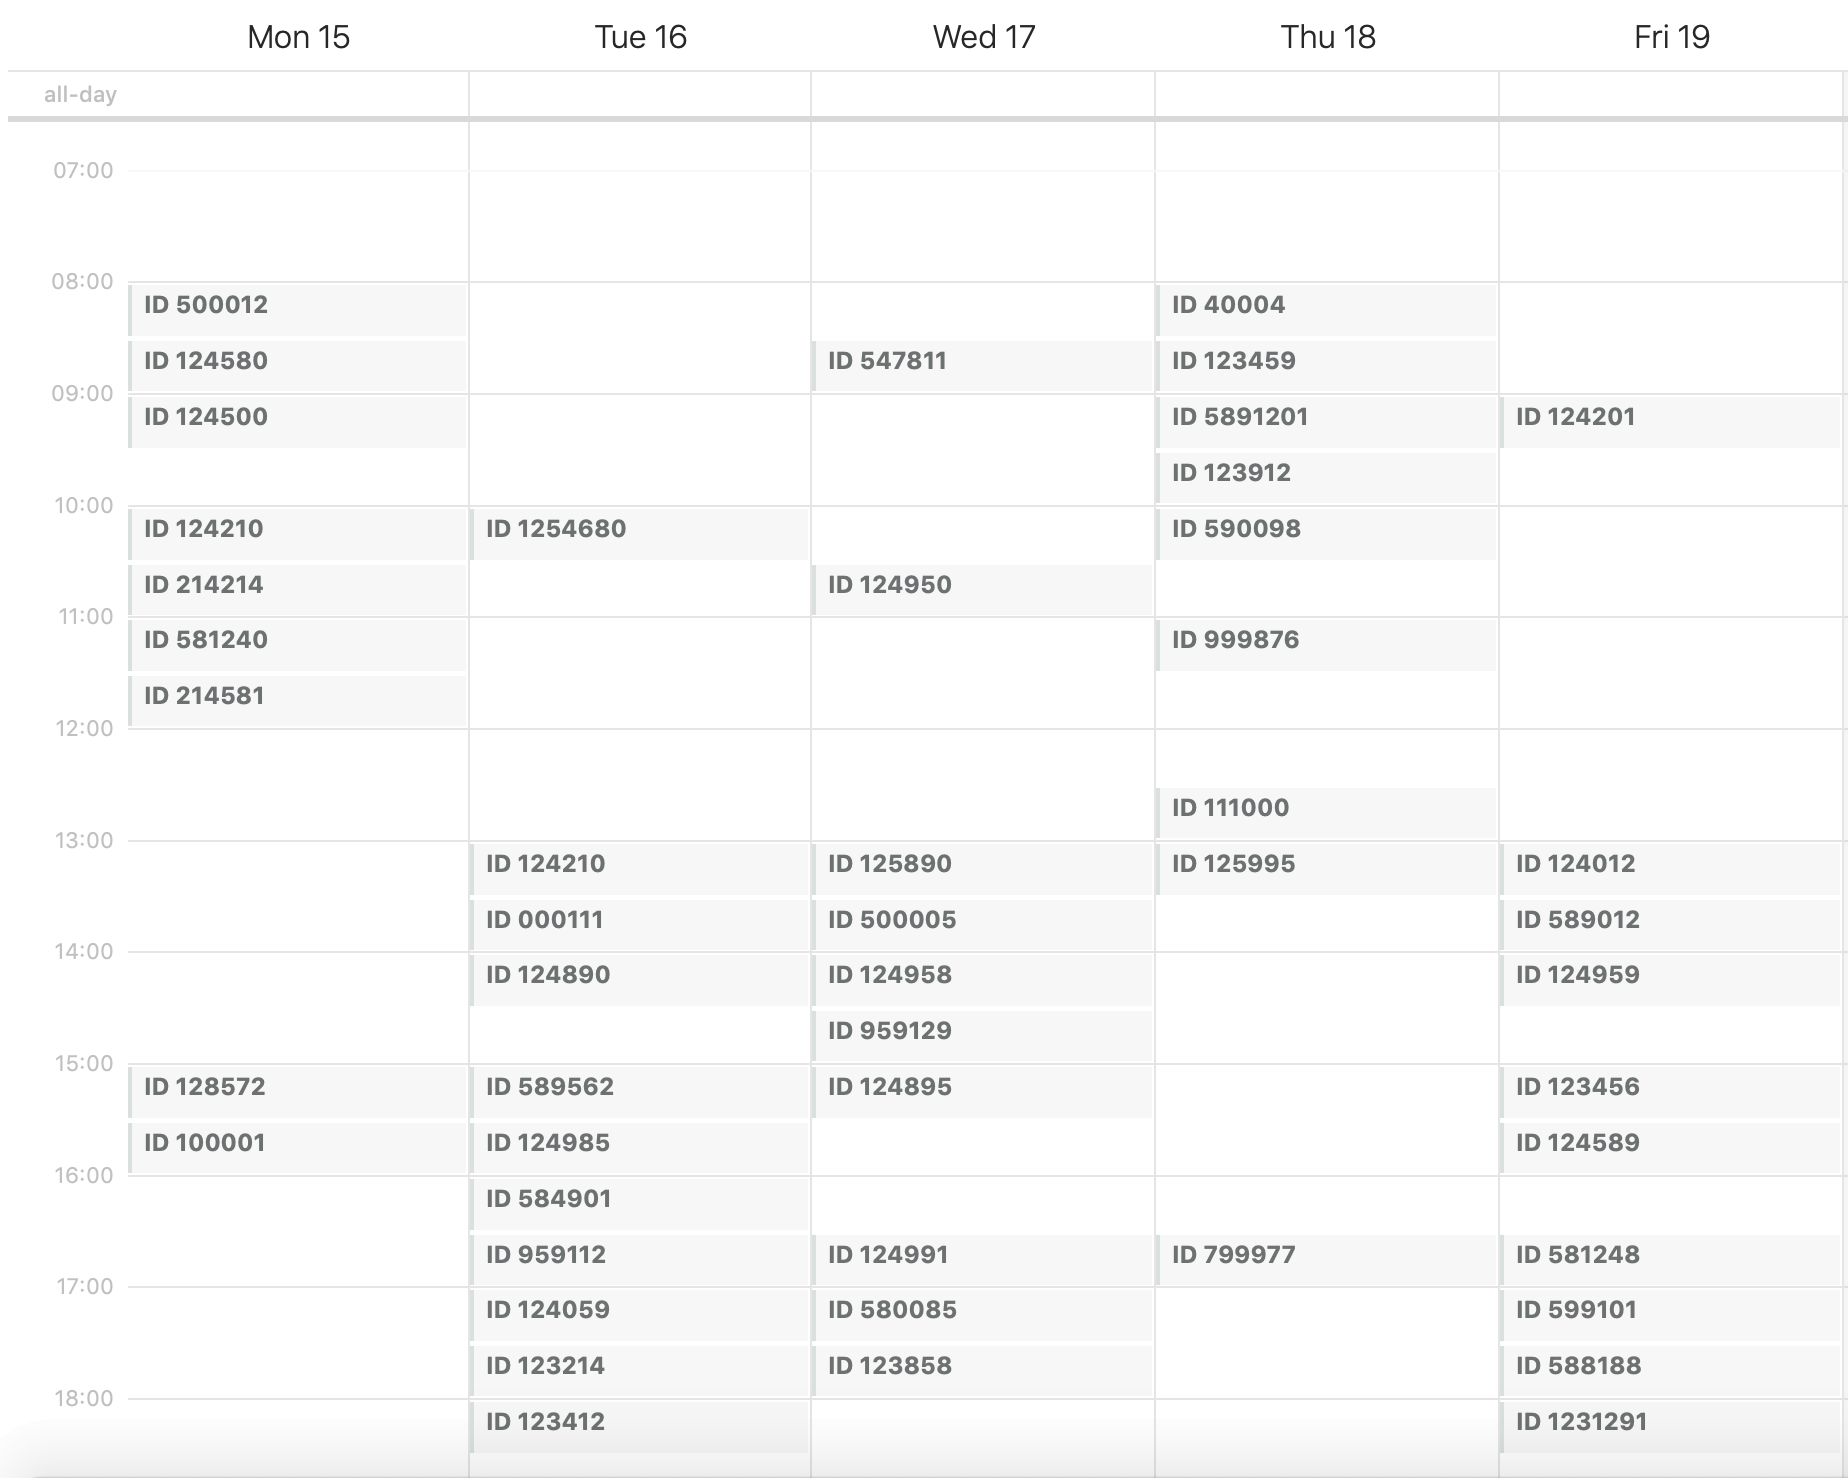 Mon 15 Tue 16 Wed 17 Thu 18 Fri 19
all-day
07:00
08:00
ID 500012 ID 40004
ID 124580 ID 547811 ID 123459
09:00
ID 124500 ID 5891201 ID 124201
ID 123912
10:00
ID 124210 ID 1254680 ID 590098
ID 214214 ID 124950
11:00
ID 581240 ID 999876
ID 214581
12:00
ID 111000
13:00
ID 124210 ID 125890 ID 125995 ID 124012
ID 000111 ID 500005 ID 589012
14:00
ID 124890 ID 124958 ID 124959
ID 959129
15:00
ID 128572 ID 589562 ID 124895 ID 123456
ID 100001 ID 124985 ID 124589
16:00
ID 584901
ID 959112 ID 124991 ID 799977 ID 581248
17:00
ID 124059 ID 580085 ID 599101
ID 123214 ID 123858 ID 588188
18:00
ID 123412 ID 1231291